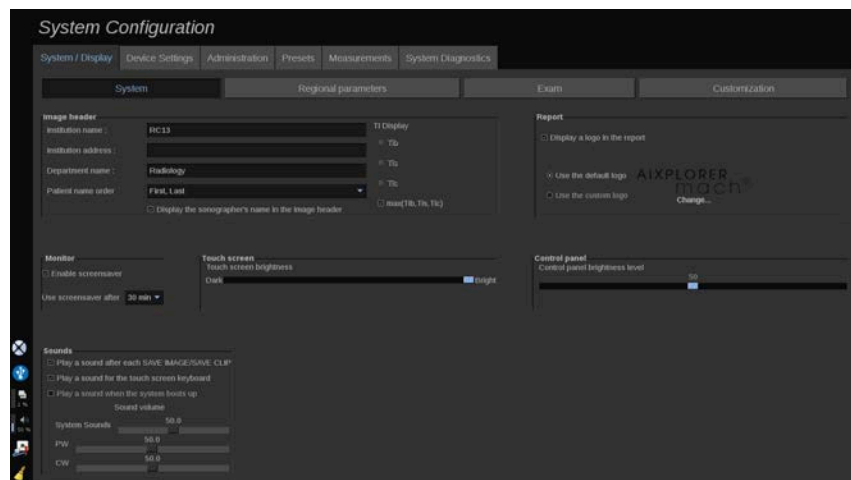 System Configuration
System / Display Device Settings Administration Presets Measurements System Diagnostics
System Regional parameters Exam Customization
Image header
Institution name : RC13
Institution address :
Department name : Radiology
Patient name order First, Last
Display the sonographer's name in the image header
TI Display
TIb
TIs
TIc
max(TIb, TIs, TIc)
Report
Display a logo in the report
Use the default logo
AIXPLORER
mach
Use the custom logo
Change...
Monitor
Enable screensaver
Use screensaver after 30 min
Touch screen
Touch screen brightness
Dark Bright
Control panel
Control panel brightness level
50
Sounds
Play a sound after each SAVE IMAGE/SAVE CLIP
Play a sound for the touch screen keyboard
Play a sound when the system boots up
Sound volume
System Sounds 50.0
PW 50.0
CW 50.0